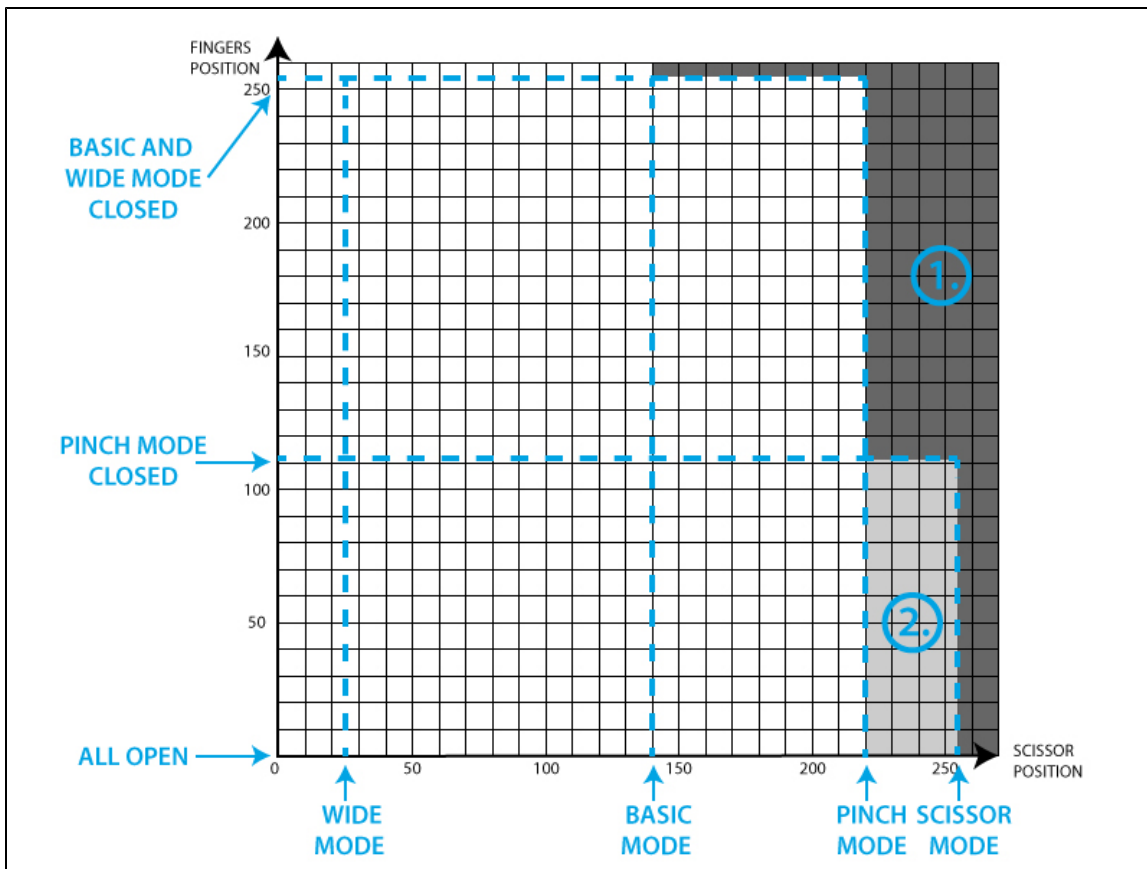 FINGERS
POSITION
250
BASIC AND
WIDE MODE
CLOSED
200
1.
150
PINCH MODE
CLOSED
100
50
2.
ALL OPEN
0 50 100 150 200 250
SCISSOR
POSITION
WIDE
MODE
BASIC
MODE
PINCH
MODE
SCISSOR
MODE